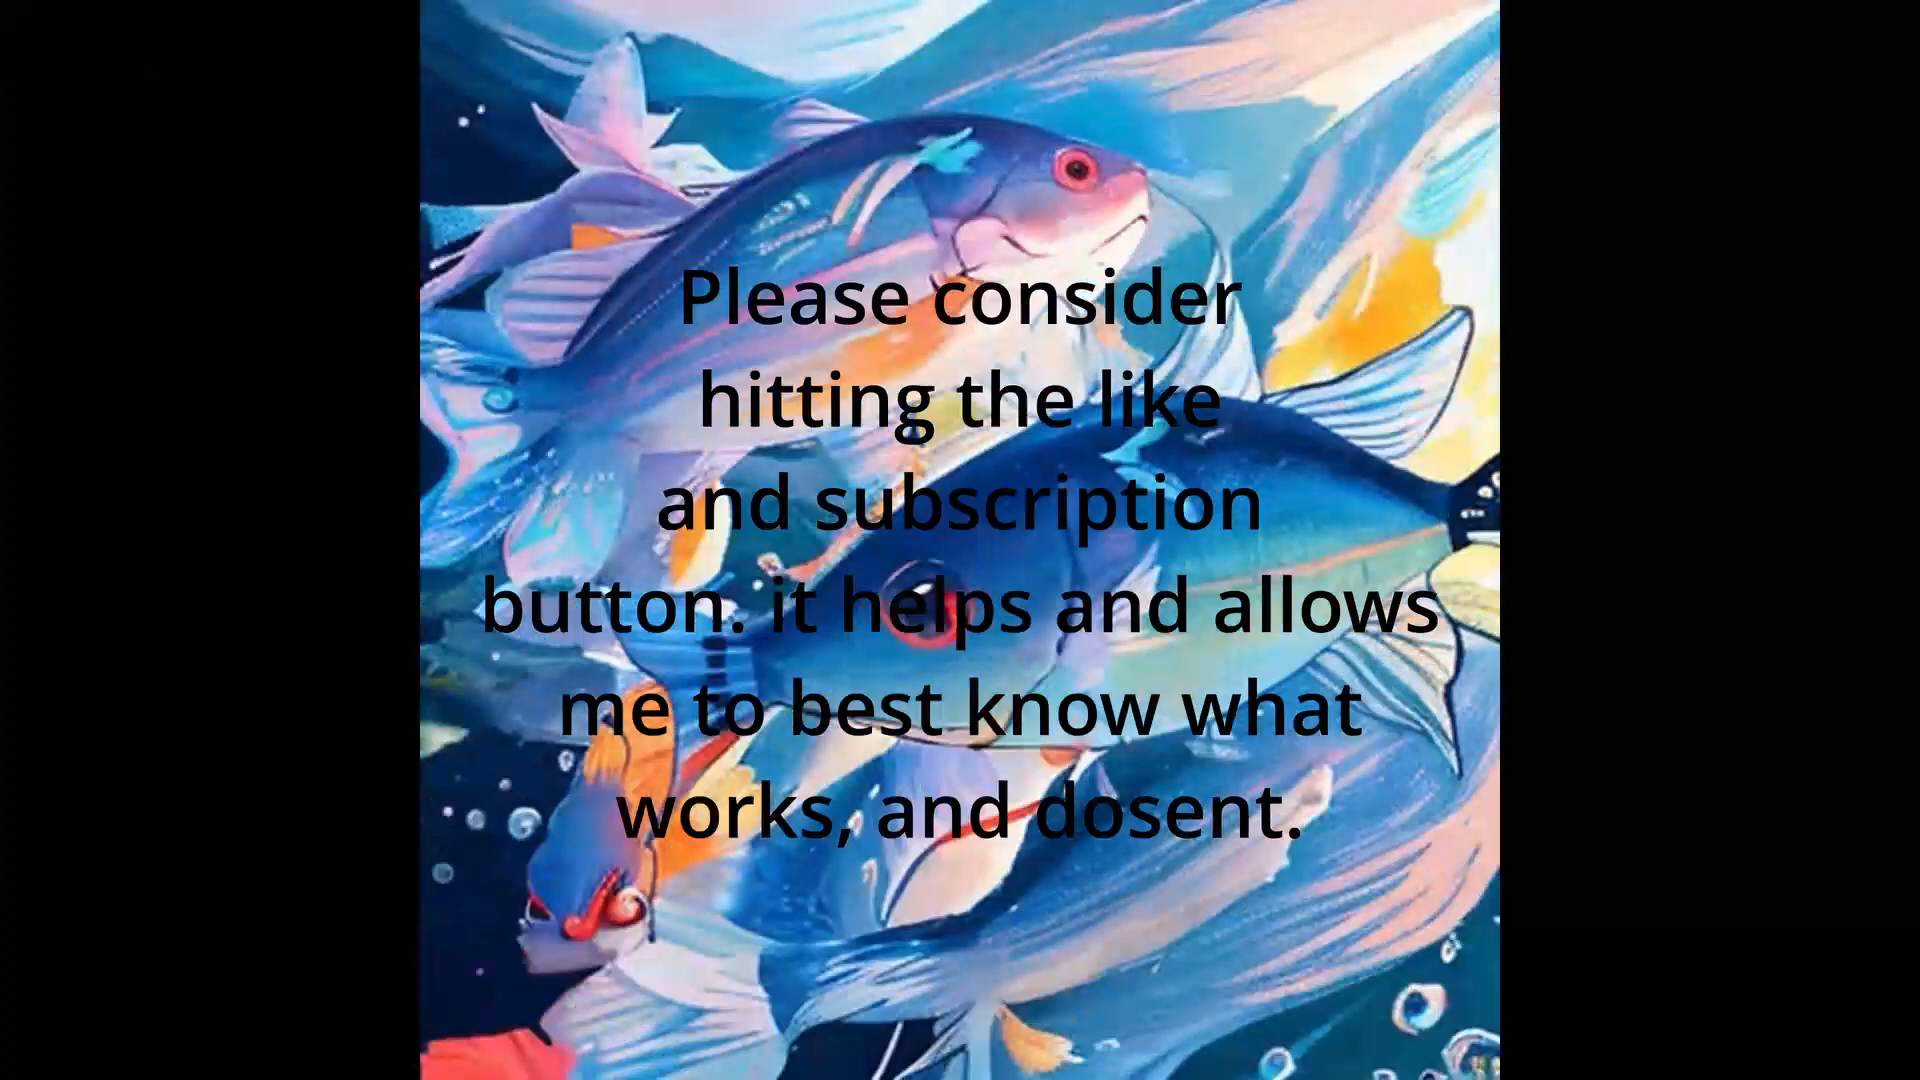 Please consider
hitting the like
and subscription
button. it helps and allows
me to best know what
works, and dosent.